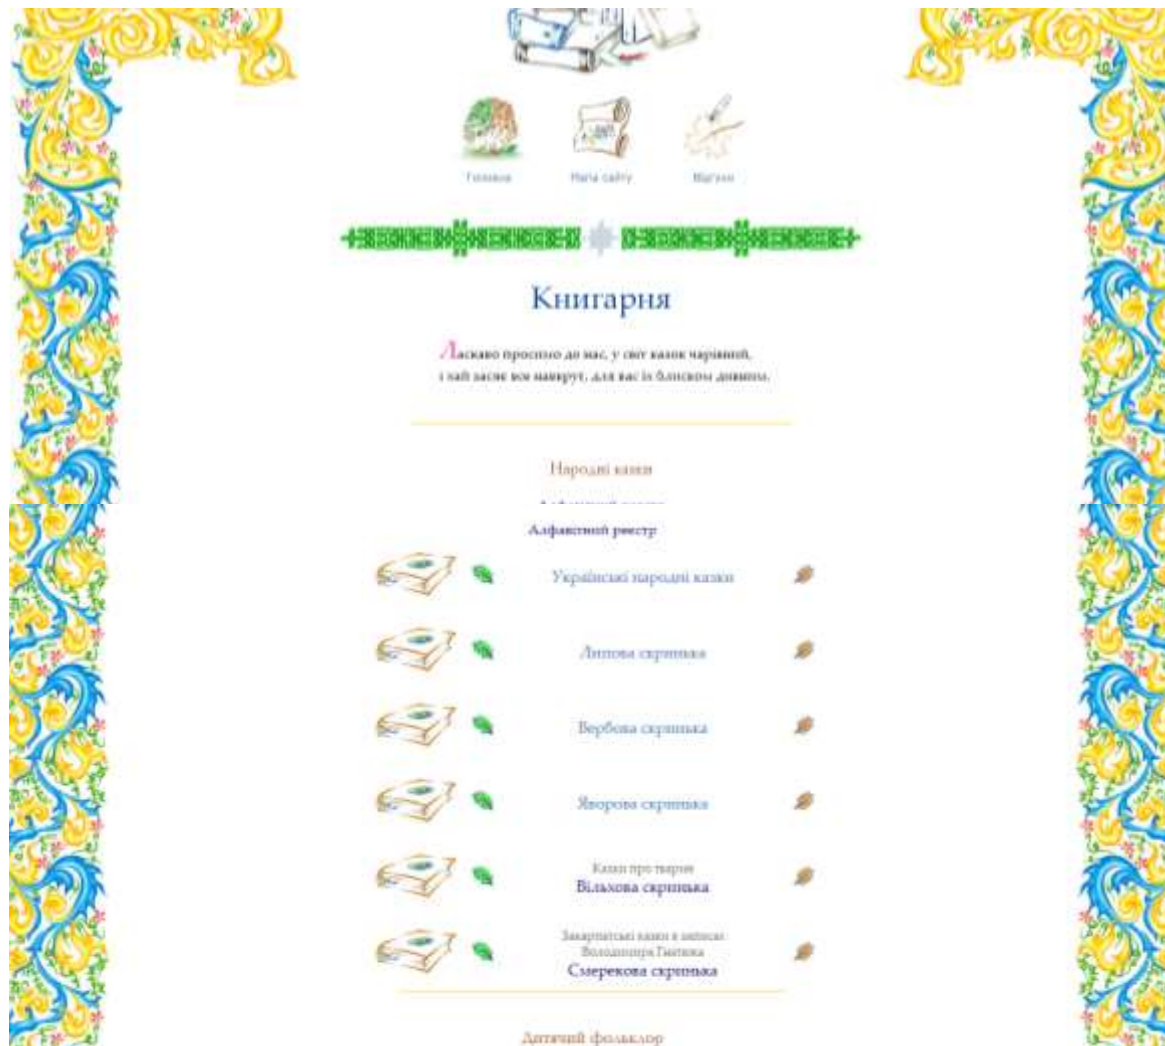 Головна
Мапа сайту
Відгуки
Книгарня
Ласкаво просимо до нас, у світ казок чарівний,
і хай засяє все навкруг, для вас із блиском дивним.
Народні казки
Алфавітний реєстр
Українські народні казки
Липова скринька
Вербова скринька
Яворова скринька
Казки про тварин
Вільхова скринька
Закарпатські казки в записах
Володимира Гнатюка
Смерекова скринька
Дитячий фольклор